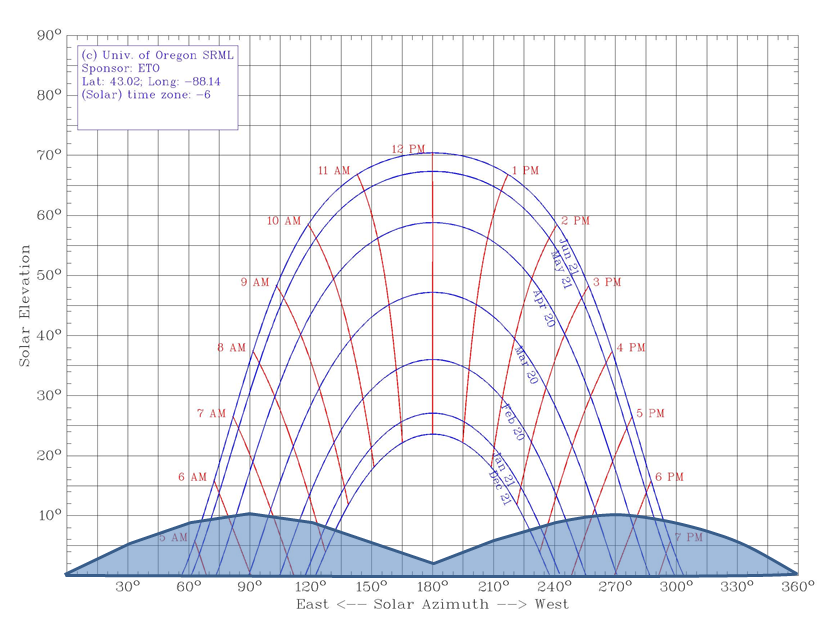 90°
(c) Univ. of Oregon SRML
Sponsor: ETO
Lat: 43.02; Long: -88.14
(Solar) time zone: -6
80°
70°
60°
50°
40°
30°
20°
10°
Solar Elevation
12 PM
11 AM
1 PM
10 AM
2 PM
9 AM
3 PM
8 AM
4 PM
7 AM
5 PM
6 AM
6 PM
5 AM
7 PM
Jun 21
May 21
Apr 20
Mar 20
Feb 20
Jan 21
Dec 21
30°
60°
90°
120°
150°
180°
210°
240°
270°
300°
330°
360°
East <-- Solar Azimuth --> West